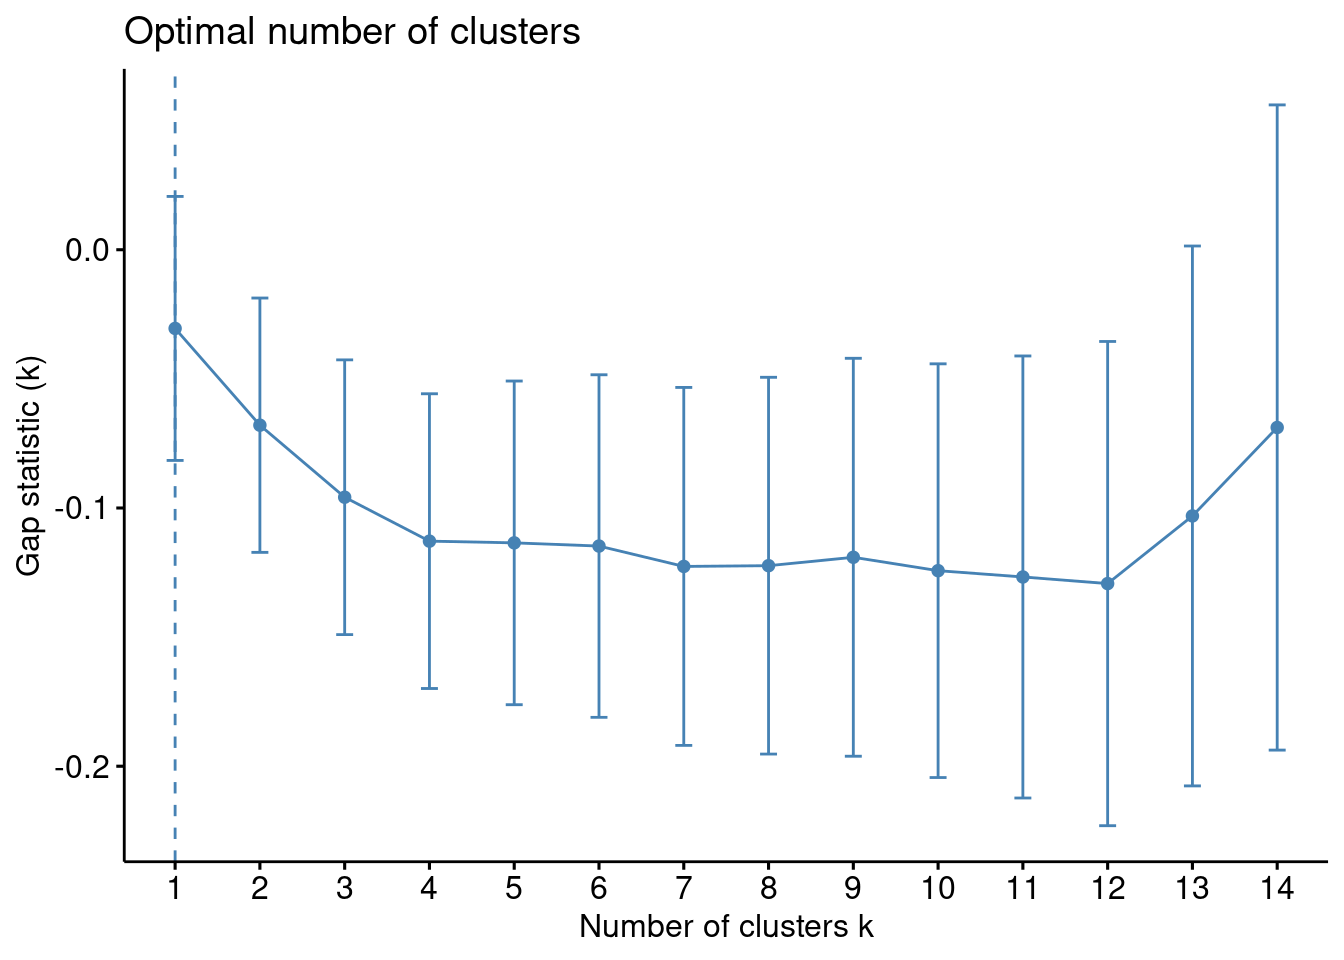 Optimal number of clusters
Gap statistic (k)
0.0
-0.1
-0.2
1 2 3 4 5 6 7 8 9 10 11 12 13 14
Number of clusters k